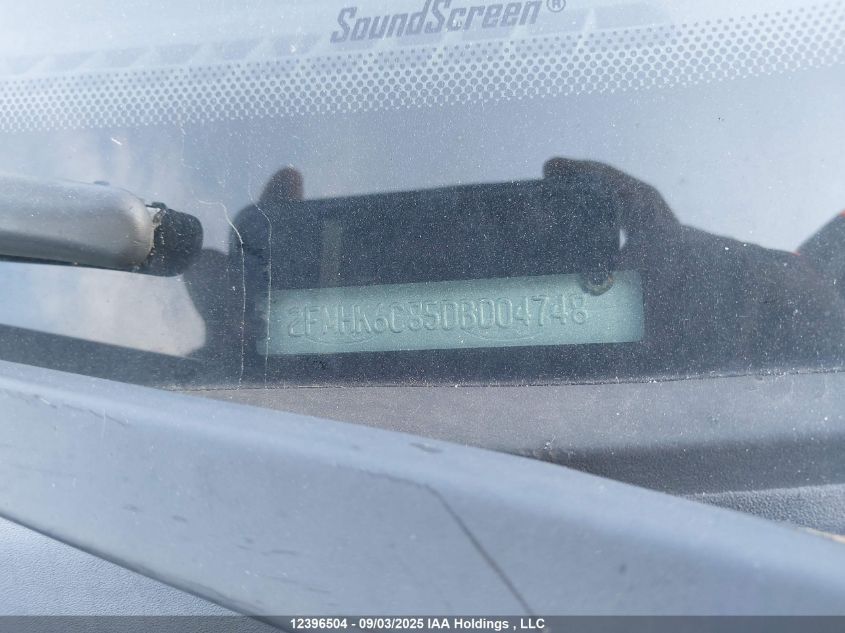 SoundScreen®
2FMHK6C85DBD04748
12396504 - 09/03/2025 IAA Holdings , LLC